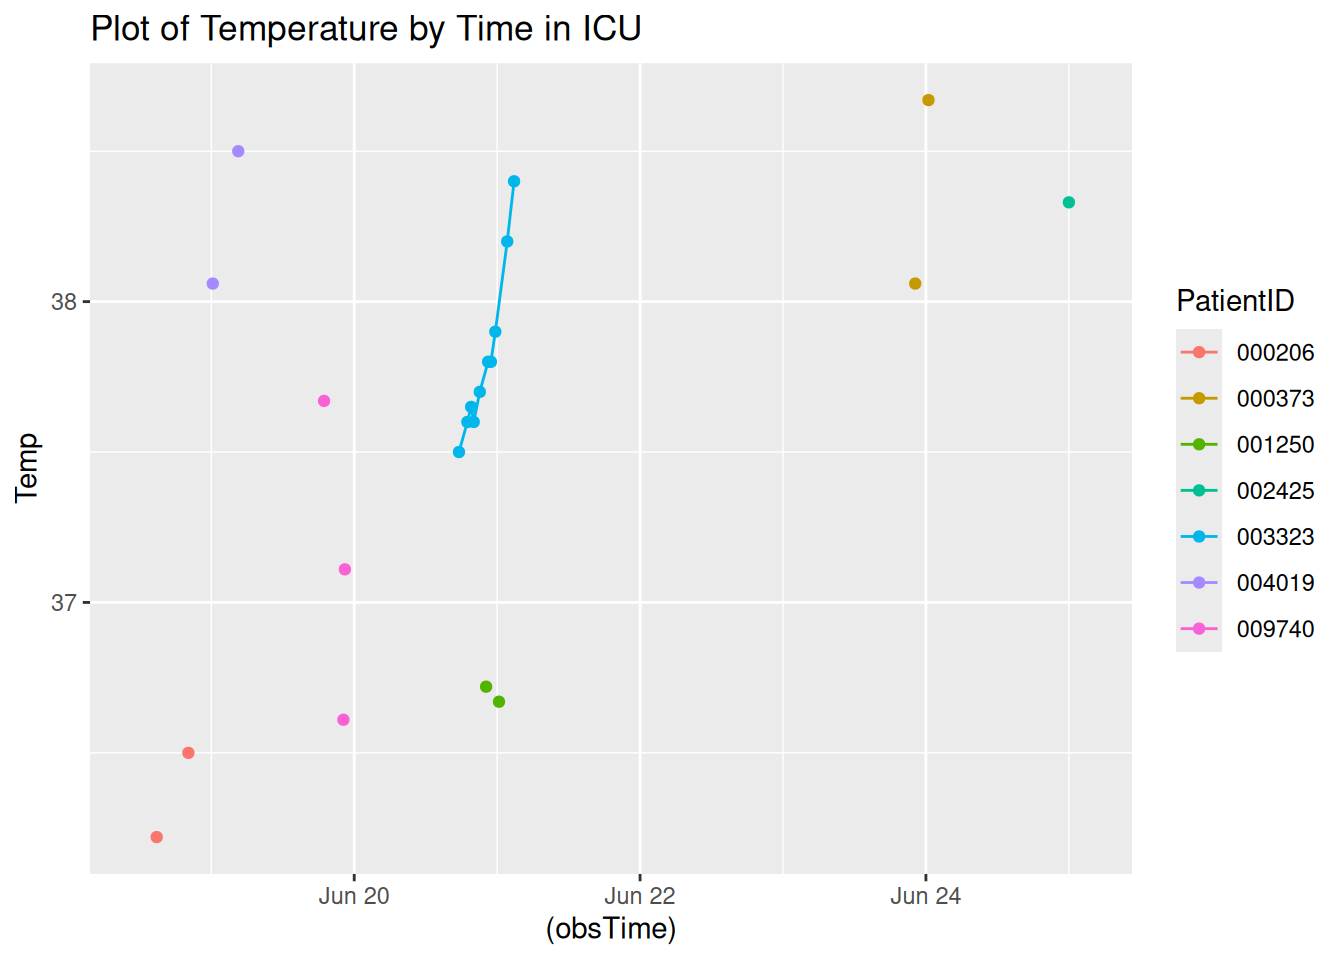 Plot of Temperature by Time in ICU
Temp
38
37
Jun 20
Jun 22
Jun 24
(obsTime)
PatientID
000206
000373
001250
002425
003323
004019
009740